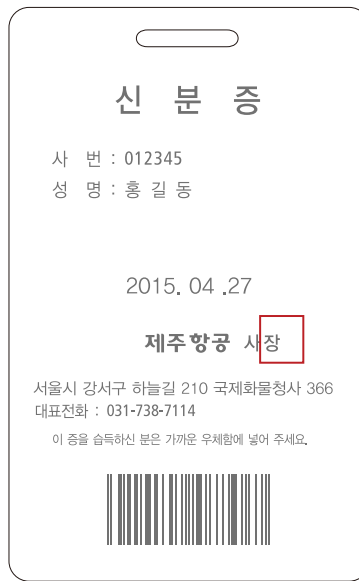 신 분 증
사 번 : 012345
성 명 : 홍 길 동
2015. 04 .27
제주항공 사장
서울시 강서구 하늘길 210 국제화물청사 366
대표전화 : 031-738-7114
이 증을 습득하신 분은 가까운 우체함에 넣어 주세요.